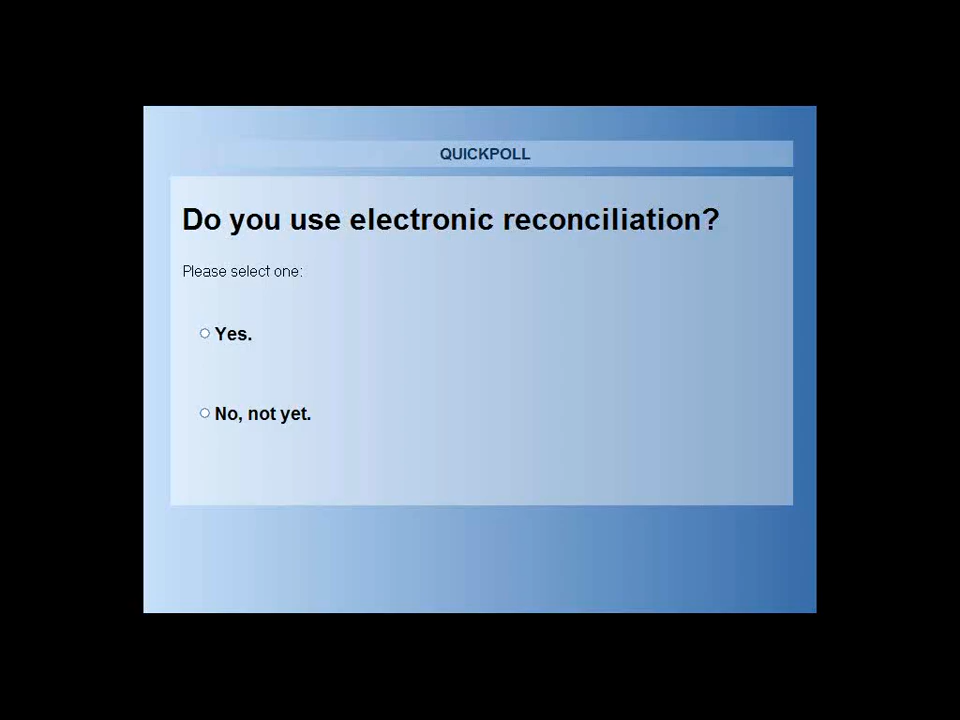 QUICKPOLL
Do you use electronic reconciliation?
Please select one:
Yes.
No, not yet.